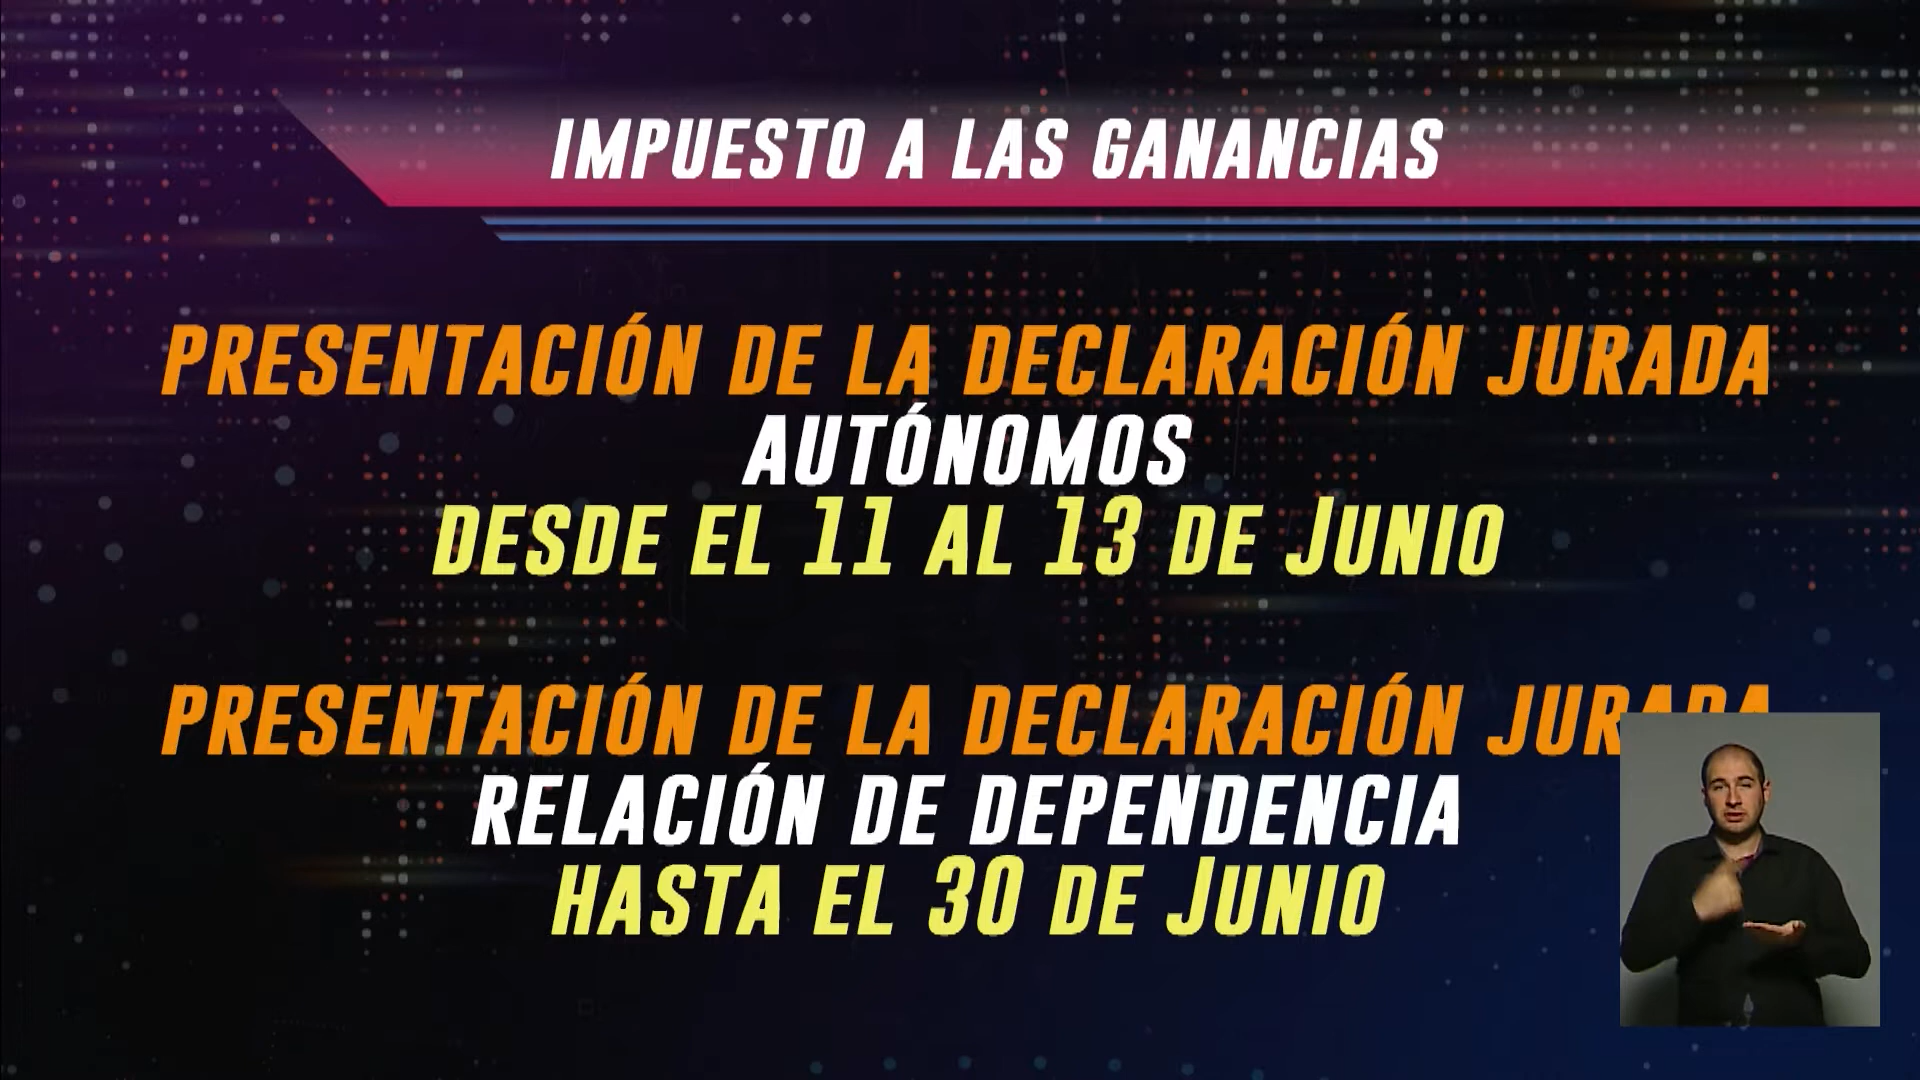 IMPUESTO A LAS GANANCIAS
PRESENTACIÓN DE LA DECLARACIÓN JURADA
AUTÓNOMOS
DESDE EL 11 AL 13 DE JUNIO
PRESENTACIÓN DE LA DECLARACIÓN JURADA
RELACIÓN DE DEPENDENCIA
HASTA EL 30 DE JUNIO